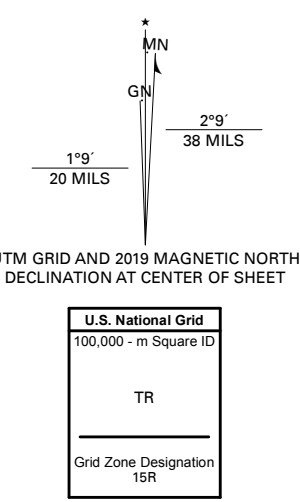 MN
GN
2°9´
38 MILS
1°9´
20 MILS
UTM GRID AND 2019 MAGNETIC NORTH
DECLINATION AT CENTER OF SHEET
U.S. National Grid
100,000 - m Square ID
TR
Grid Zone Designation
15R